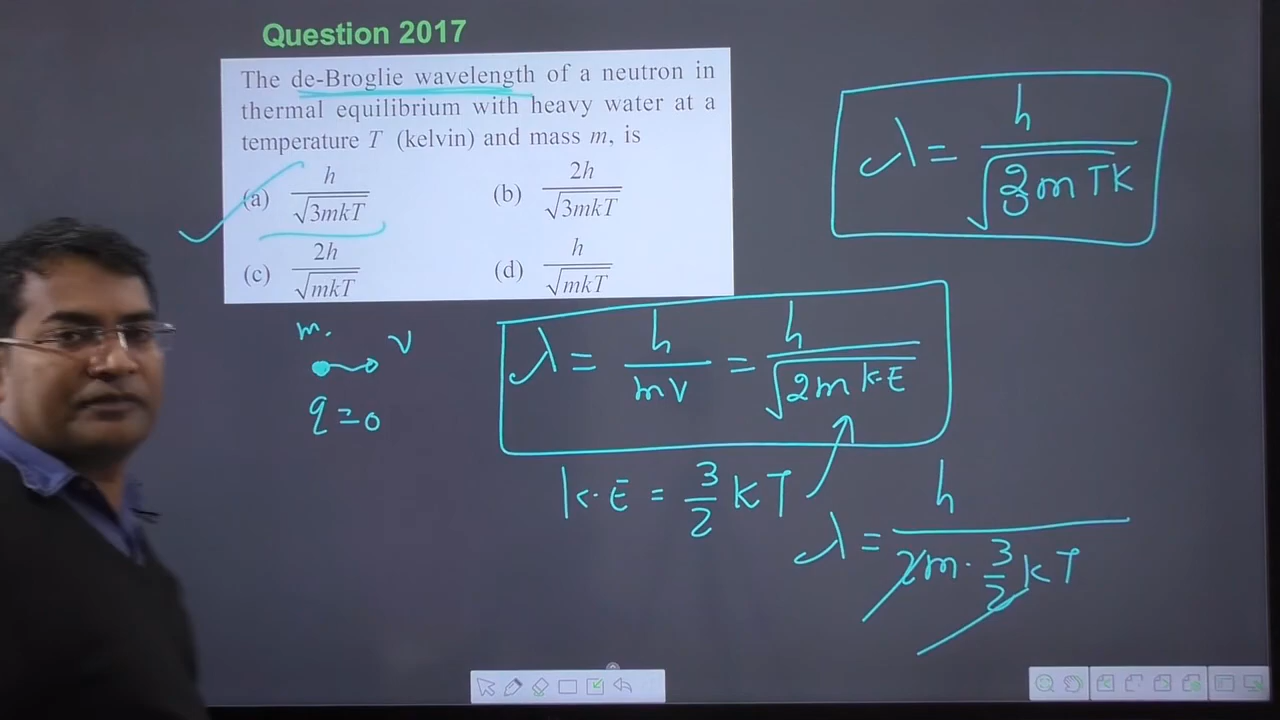 Question 2017
The de-Broglie wavelength of a neutron in
thermal equilibrium with heavy water at a
temperature T (kelvin) and mass m, is
(a) h/√3mkT (b) 2h/√3mkT
(c) 2h/√mkT (d) h/√mkT
λ = h/√3mTK
m. v
q=0
λ = h/mv = h/√2m K·E
K·E = 3/2 KT
λ = h/2m·3/2 KT